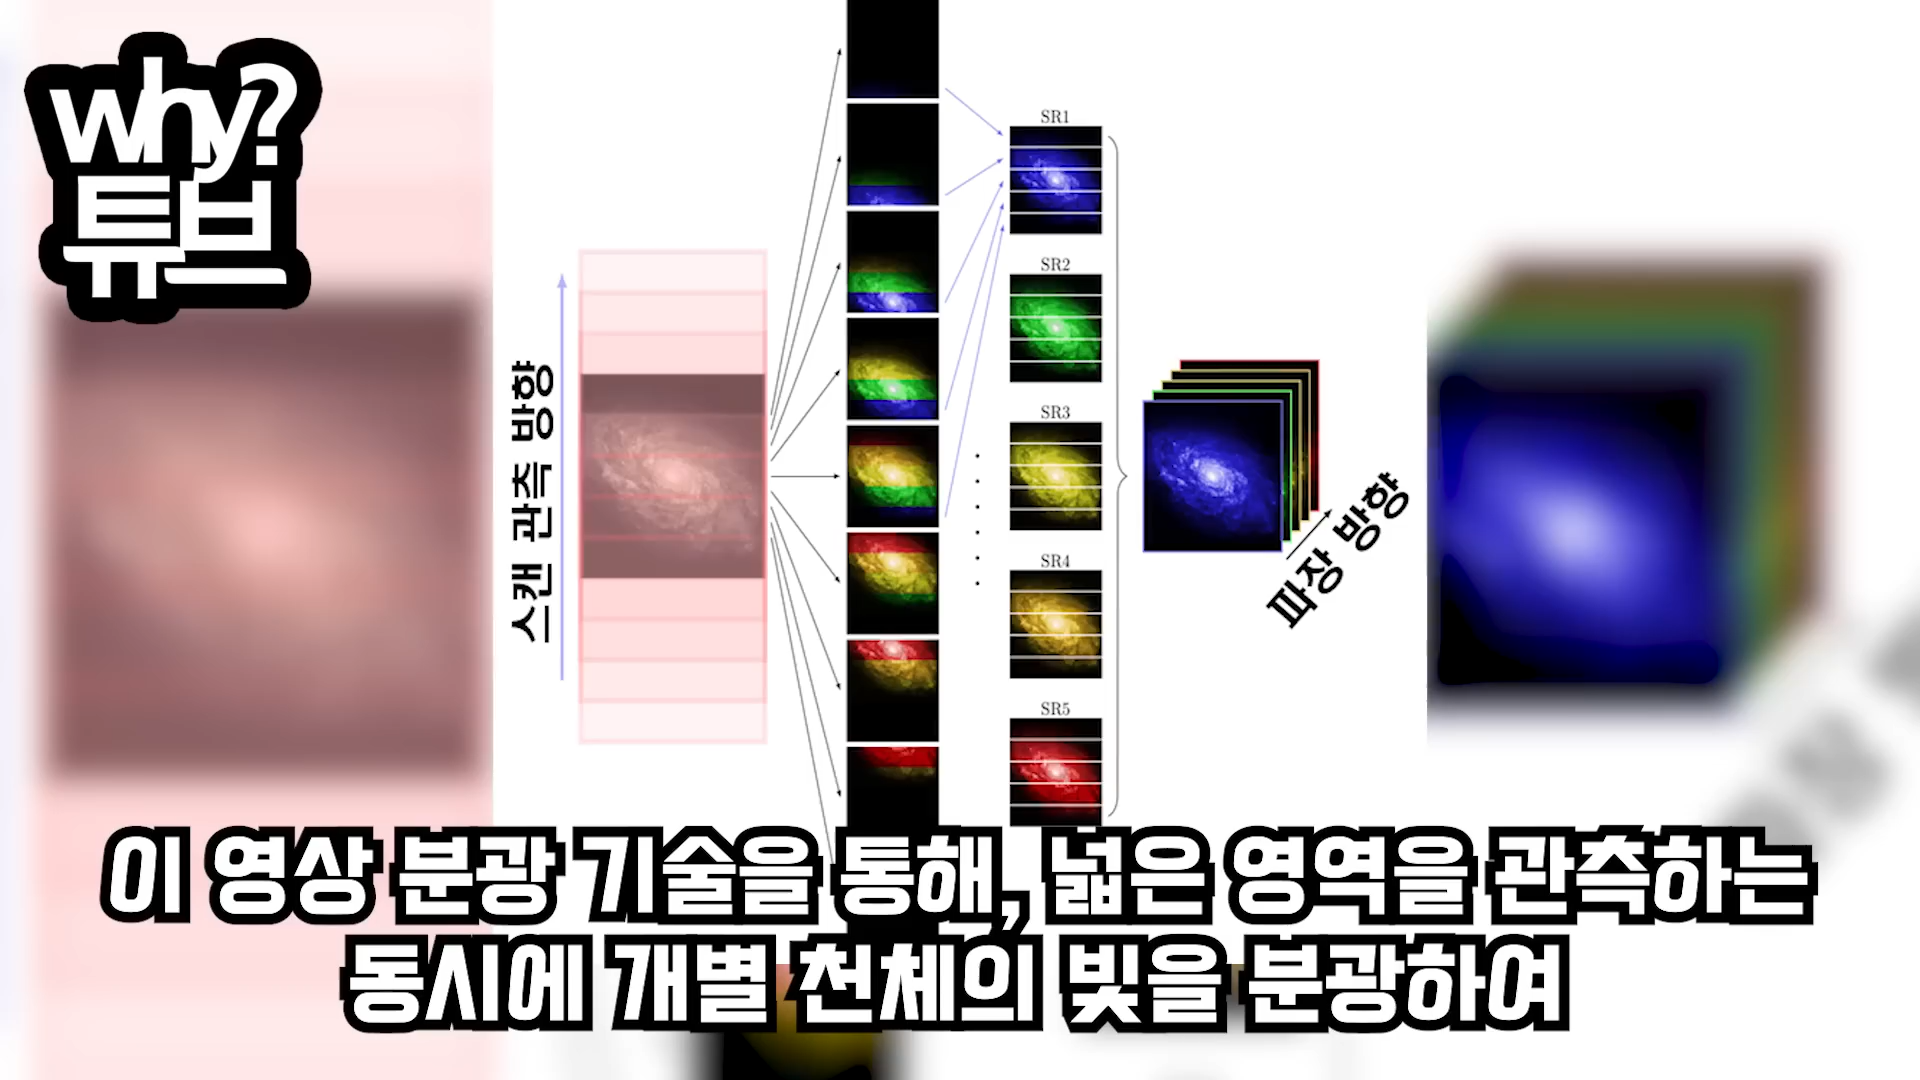 why?
튜브
스캔 관측 방향
SR1
SR2
SR3
SR4
SR5
파장 방향
이 영상 분광 기술을 통해, 넓은 영역을 관측하는
동시에 개별 천체의 빛을 분광하여